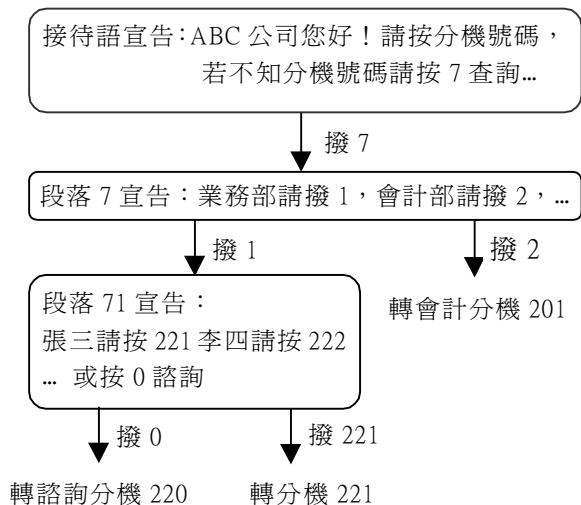 接待語宣告:ABC 公司您好！請按分機號碼，
若不知分機號碼請按 7 查詢…
撥 7
段落 7 宣告：業務部請撥 1，會計部請撥 2，…
撥 1
撥 2
段落 71 宣告：
張三請按 221 李四請按 222
… 或按 0 諮詢
轉會計分機 201
撥 0
撥 221
轉諮詢分機 220
轉分機 221